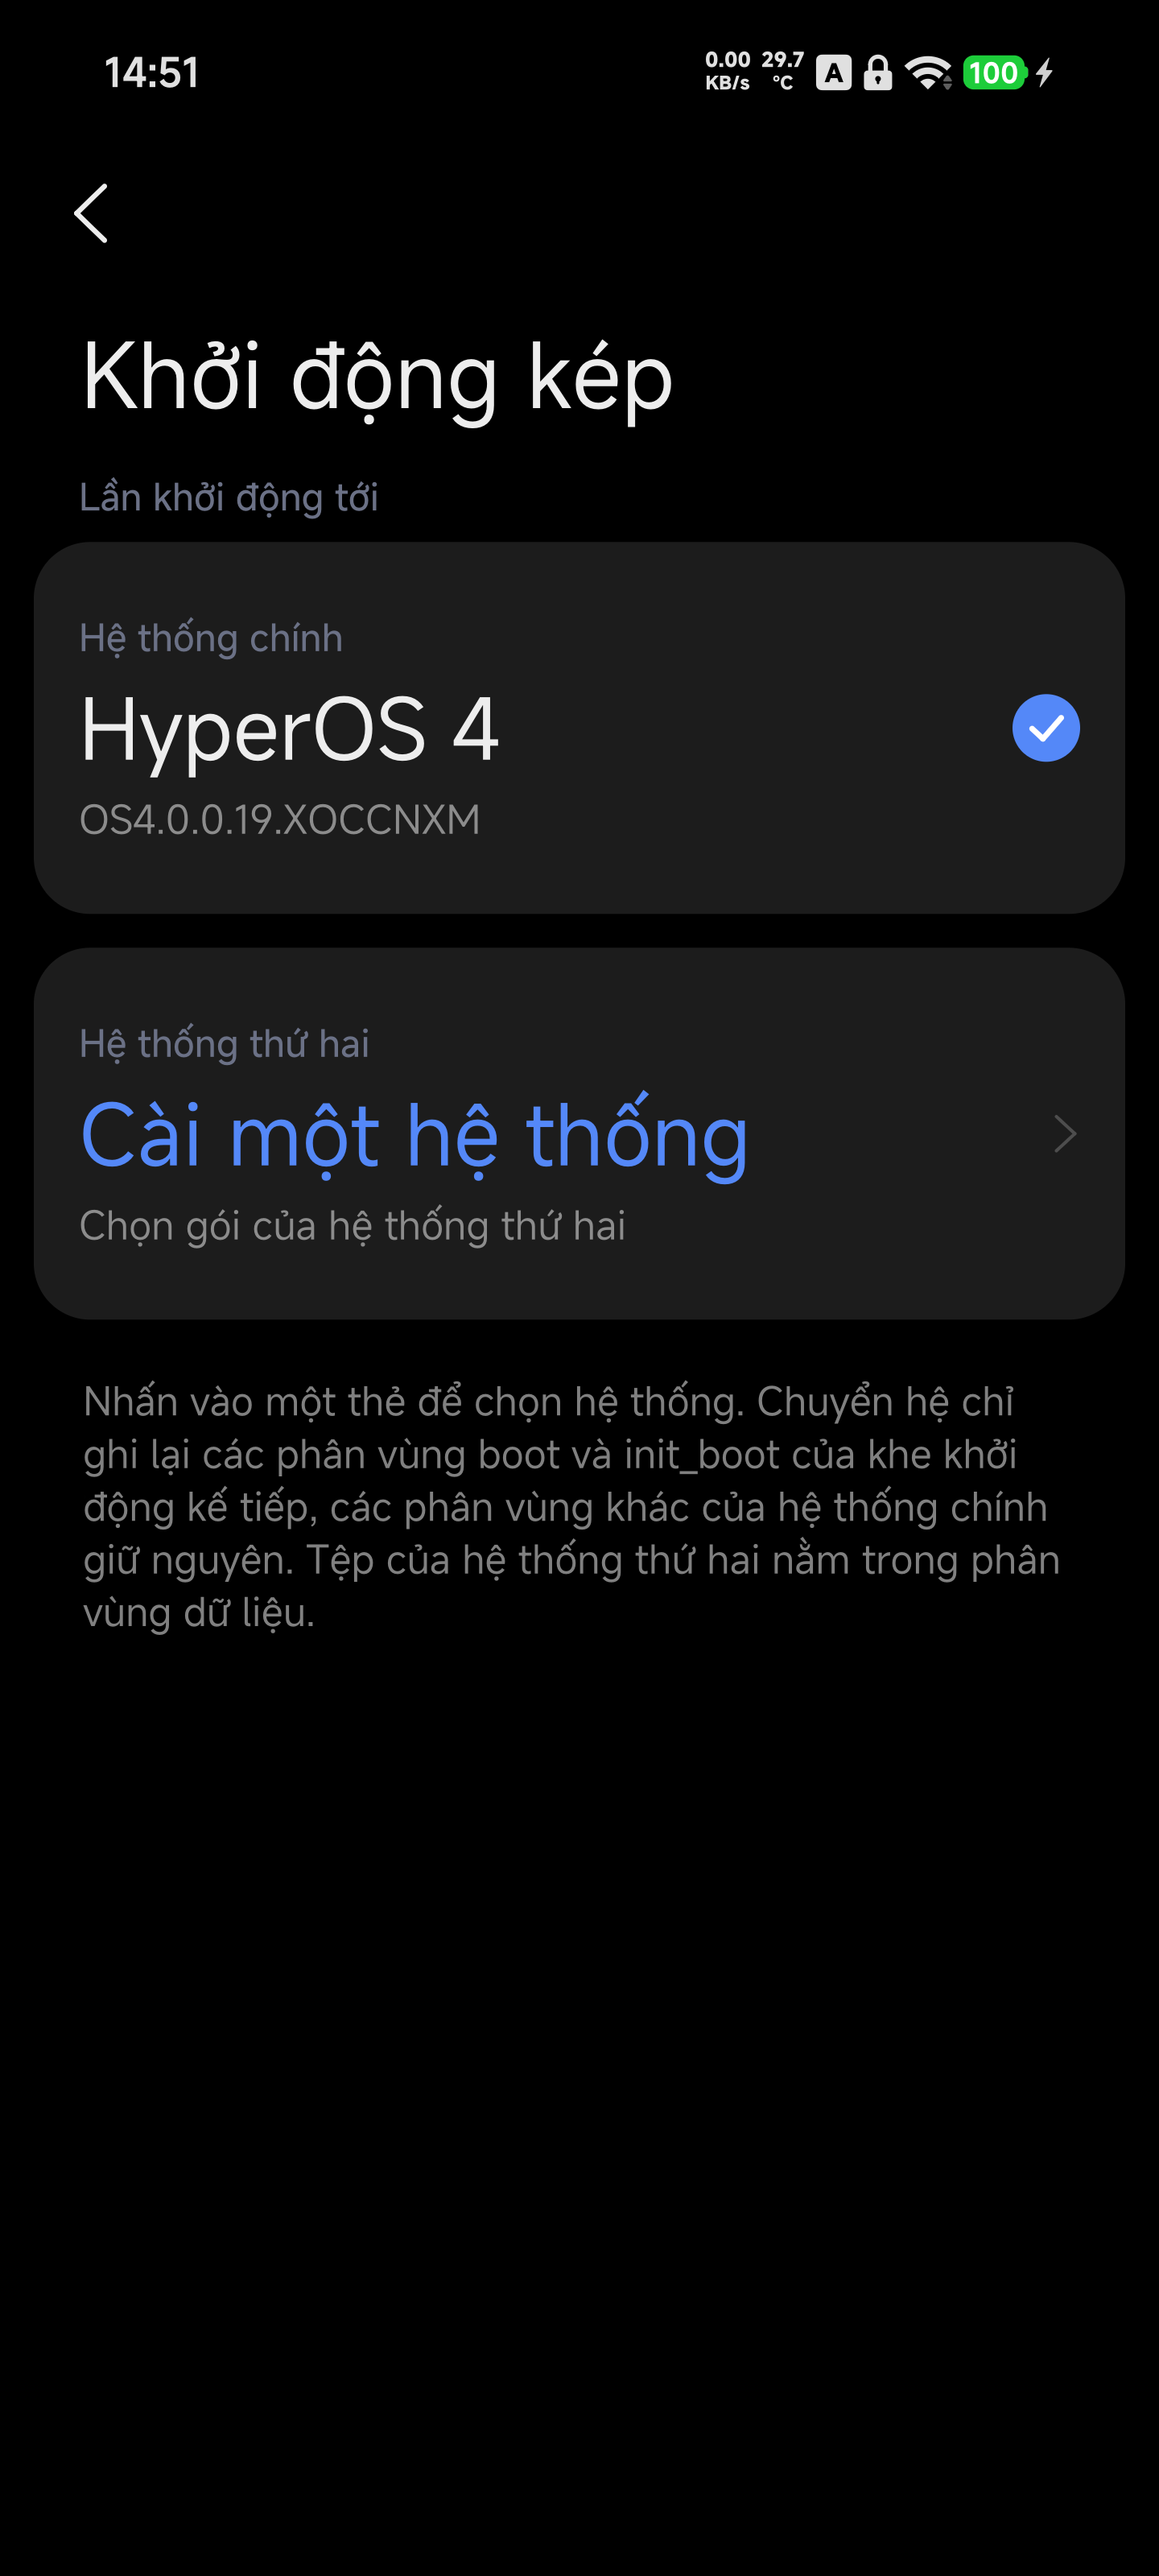 14:51
0.00 KB/s 29.7 °C A 100
Khởi động kép
Lần khởi động tới
Hệ thống chính
HyperOS 4
OS4.0.0.19.XOCCNXM
Hệ thống thứ hai
Cài một hệ thống
Chọn gói của hệ thống thứ hai
Nhấn vào một thẻ để chọn hệ thống. Chuyển hệ chỉ
ghi lại các phân vùng boot và init_boot của khe khởi
động kế tiếp, các phân vùng khác của hệ thống chính
giữ nguyên. Tệp của hệ thống thứ hai nằm trong phân
vùng dữ liệu.